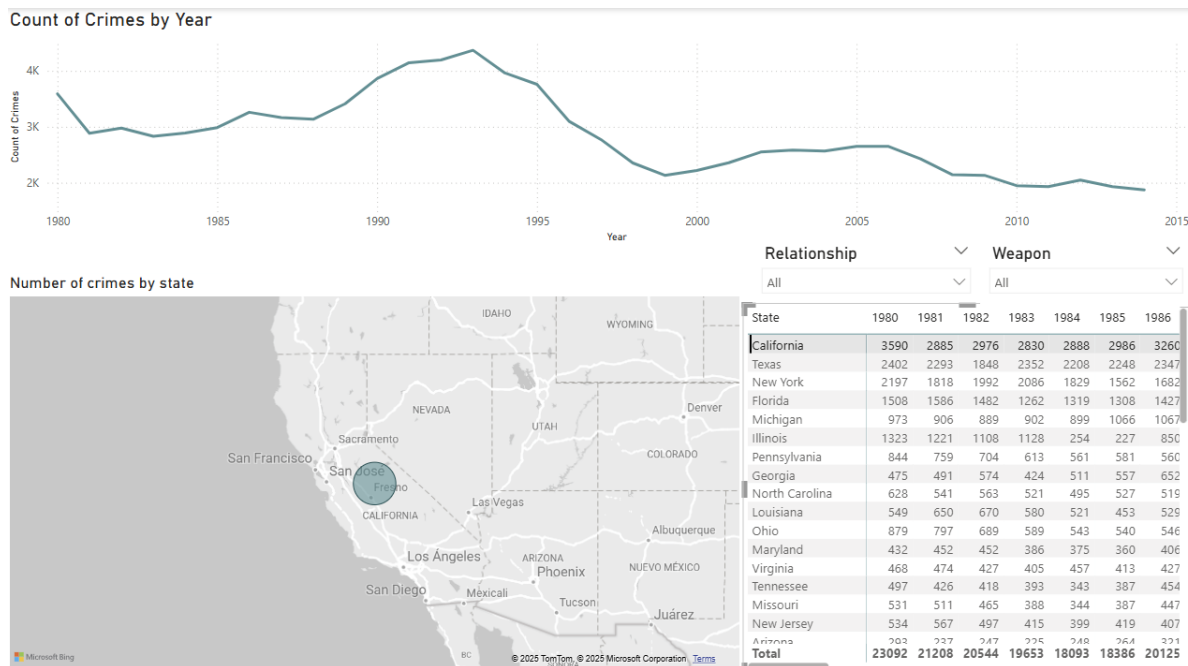 Count of Crimes by Year
4K
3K
2K
Count of Crimes
1980 1985 1990 1995 2000 2005 2010 2015
Year
Relationship Weapon
All All
Number of crimes by state
IDAHO
WYOMING
NEVADA
Denver
UTAH
Sacramento
COLORADO
San Francisco
San José
Fresno
Las Vegas
CALIFORNIA
Albuquerque
Los Ángeles
ARIZONA
NUEVO MÉXICO
Phoenix
San Diego
Mexicali
Tucson
Juárez
BC
Microsoft Bing
© 2025 TomTom, © 2025 Microsoft Corporation Terms
State 1980 1981 1982 1983 1984 1985 1986
California 3590 2885 2976 2830 2888 2986 3260
Texas 2402 2293 1848 2352 2208 2248 2347
New York 2197 1818 1992 2086 1829 1562 1682
Florida 1508 1586 1482 1262 1319 1308 1427
Michigan 973 906 889 902 899 1066 1067
Illinois 1323 1221 1108 1128 254 227 850
Pennsylvania 844 759 704 613 561 581 560
Georgia 475 491 574 424 511 557 652
North Carolina 628 541 563 521 495 527 519
Louisiana 549 650 670 580 521 453 529
Ohio 879 797 689 589 543 540 546
Maryland 432 452 452 386 375 360 406
Virginia 468 474 427 405 457 413 427
Tennessee 497 426 418 393 343 387 454
Missouri 531 511 465 388 344 387 447
New Jersey 534 567 497 415 399 419 407
Arizona 293 237 247 225 248 264 321
Total 23092 21208 20544 19653 18093 18386 20125